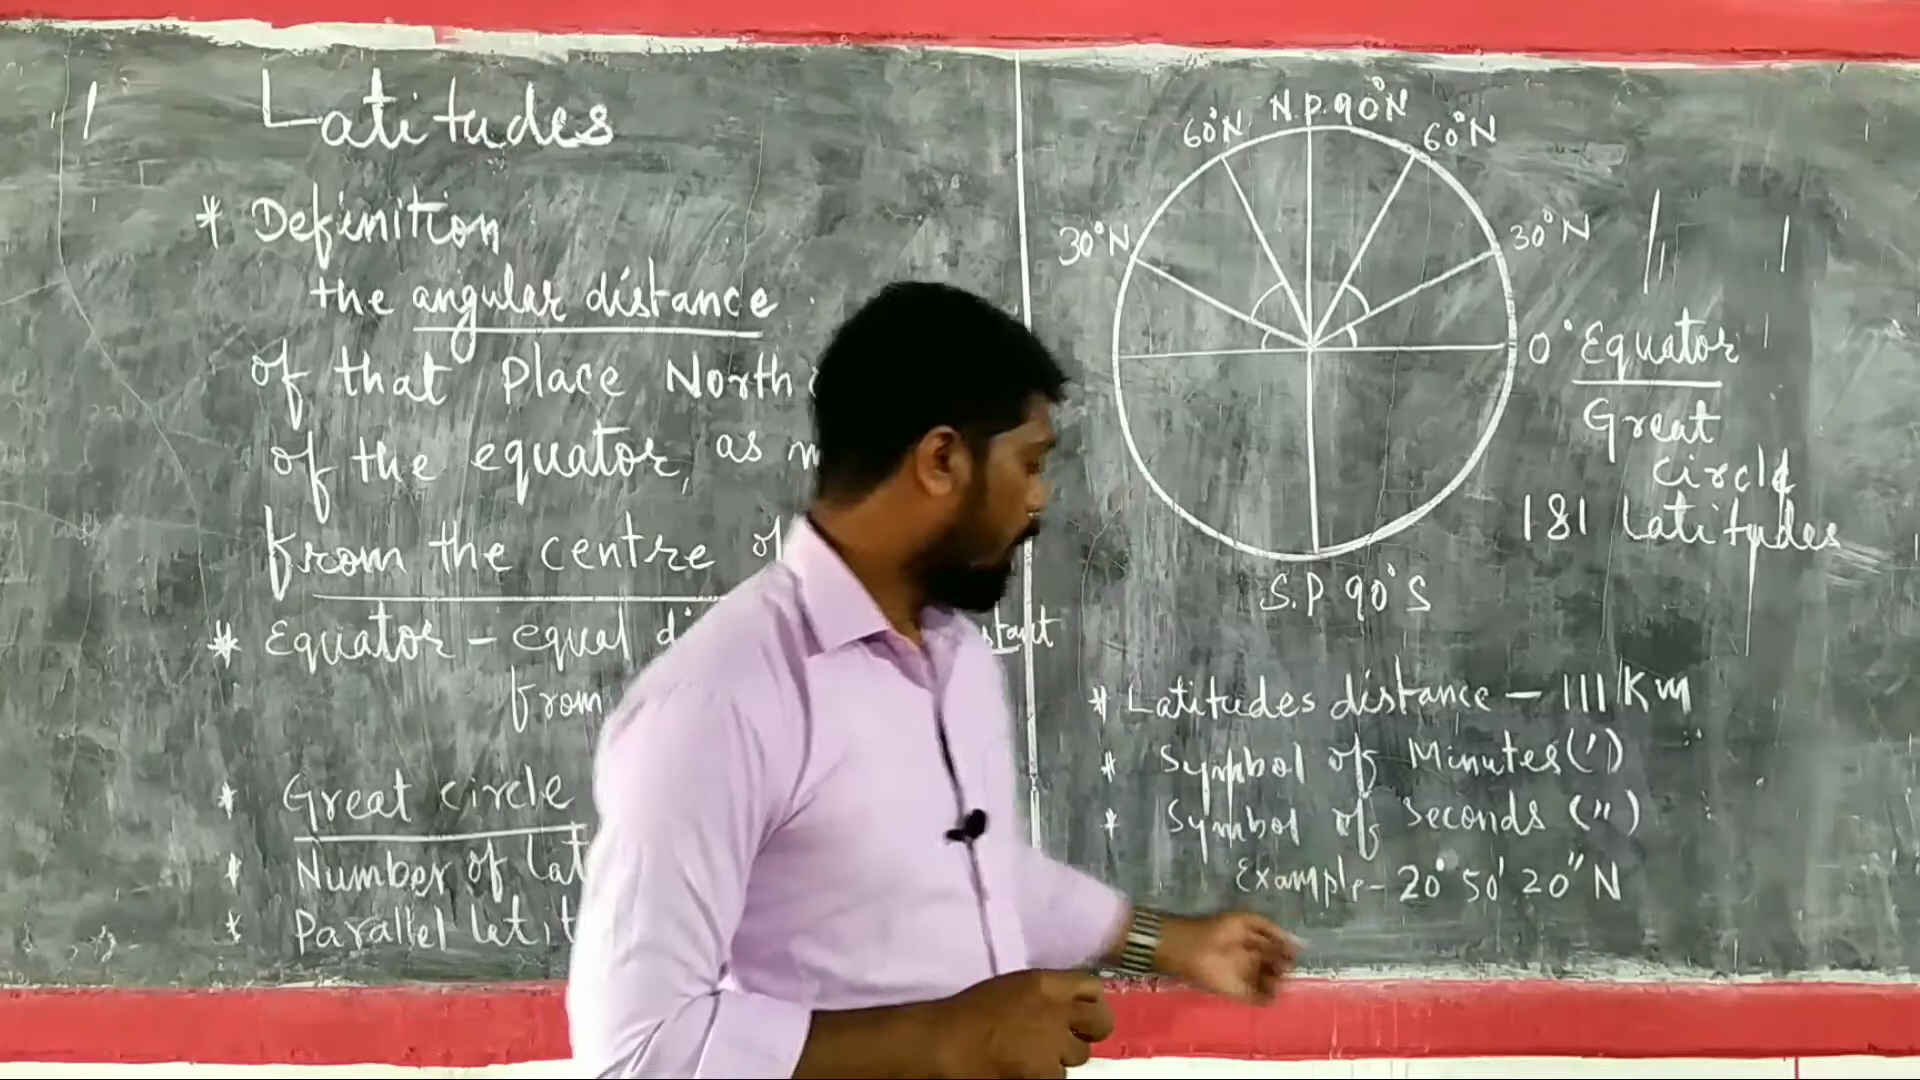 Latitudes
* Definition
the angular distance
of that Place North
of the equator, as
from the centre of
* Equator - equal
from
* Great circle
* Number of
* Parallel
N.P. 90°N
60°N
60°N
30°N
30°N
0° Equator
Great
circle
181 Latitudes
S.P 90°S
* Latitudes distance - 111 Km
* Symbol of Minutes (')
* Symbol of Seconds (")
Example - 20° 50' 20" N